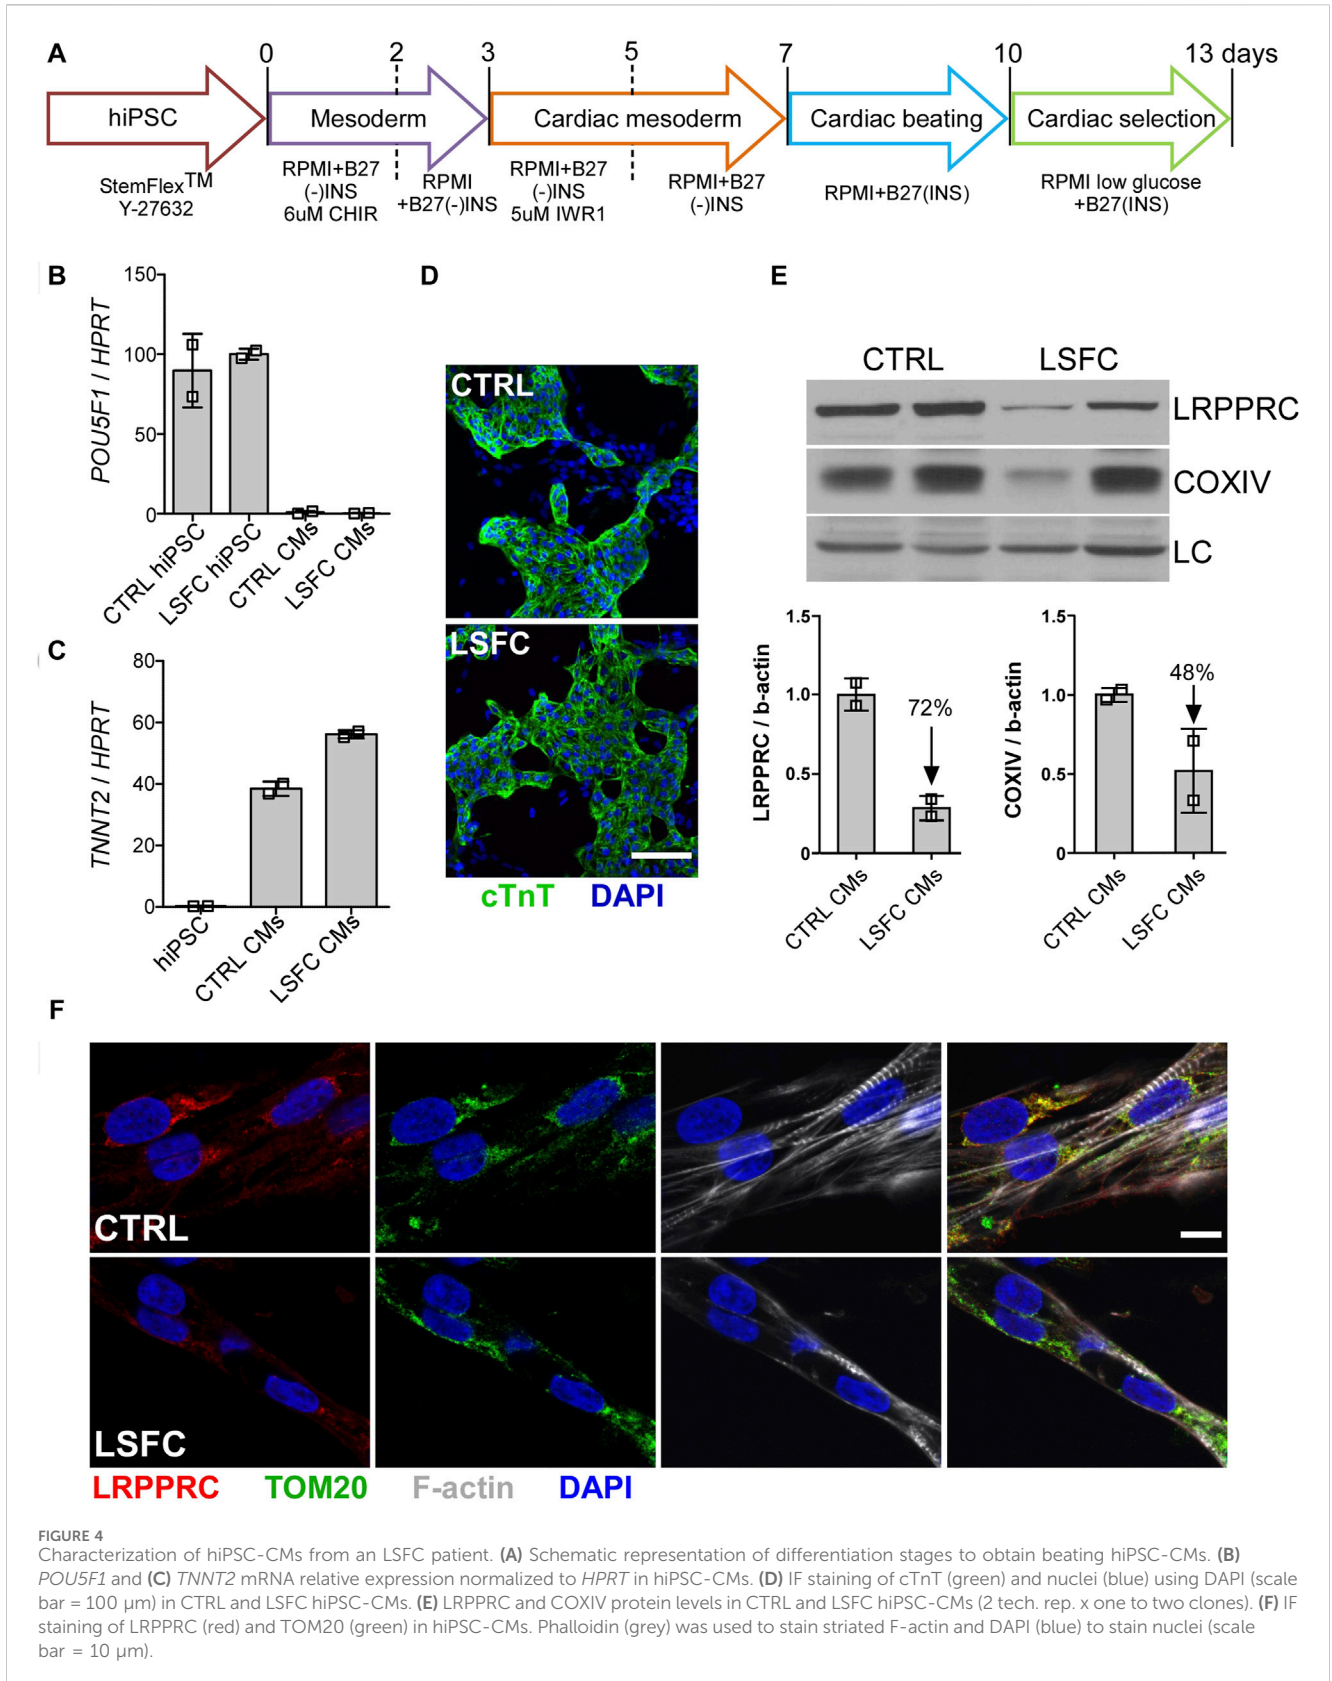 A
0 2 3 5 7 10 13 days
hiPSC Mesoderm Cardiac mesoderm Cardiac beating Cardiac selection
StemFlex™
Y-27632
RPMI+B27
(-)INS
6uM CHIR
RPMI
+B27(-)INS
RPMI+B27
(-)INS
5uM IWR1
RPMI+B27
(-)INS
RPMI+B27(INS)
RPMI low glucose
+B27(INS)
B
POU5F1 / HPRT
150
100
50
0
CTRL hiPSC
LSFC hiPSC
CTRL CMs
LSFC CMs
C
TNNT2 / HPRT
80
60
40
20
0
hiPSC
CTRL CMs
LSFC CMs
D
CTRL
LSFC
cTnT DAPI
E
CTRL LSFC
LRPPRC
COXIV
LC
LRPPRC / b-actin
1.5
1.0
0.5
0
72%
CTRL CMs
LSFC CMs
COXIV / b-actin
1.5
1.0
0.5
0
48%
CTRL CMs
LSFC CMs
F
CTRL
LSFC
LRPPRC TOM20 F-actin DAPI
FIGURE 4
Characterization of hiPSC-CMs from an LSFC patient. (A) Schematic representation of differentiation stages to obtain beating hiPSC-CMs. (B)
POU5F1 and (C) TNNT2 mRNA relative expression normalized to HPRT in hiPSC-CMs. (D) IF staining of cTnT (green) and nuclei (blue) using DAPI (scale
bar = 100 µm) in CTRL and LSFC hiPSC-CMs. (E) LRPPRC and COXIV protein levels in CTRL and LSFC hiPSC-CMs (2 tech. rep. x one to two clones). (F) IF
staining of LRPPRC (red) and TOM20 (green) in hiPSC-CMs. Phalloidin (grey) was used to stain striated F-actin and DAPI (blue) to stain nuclei (scale
bar = 10 µm).